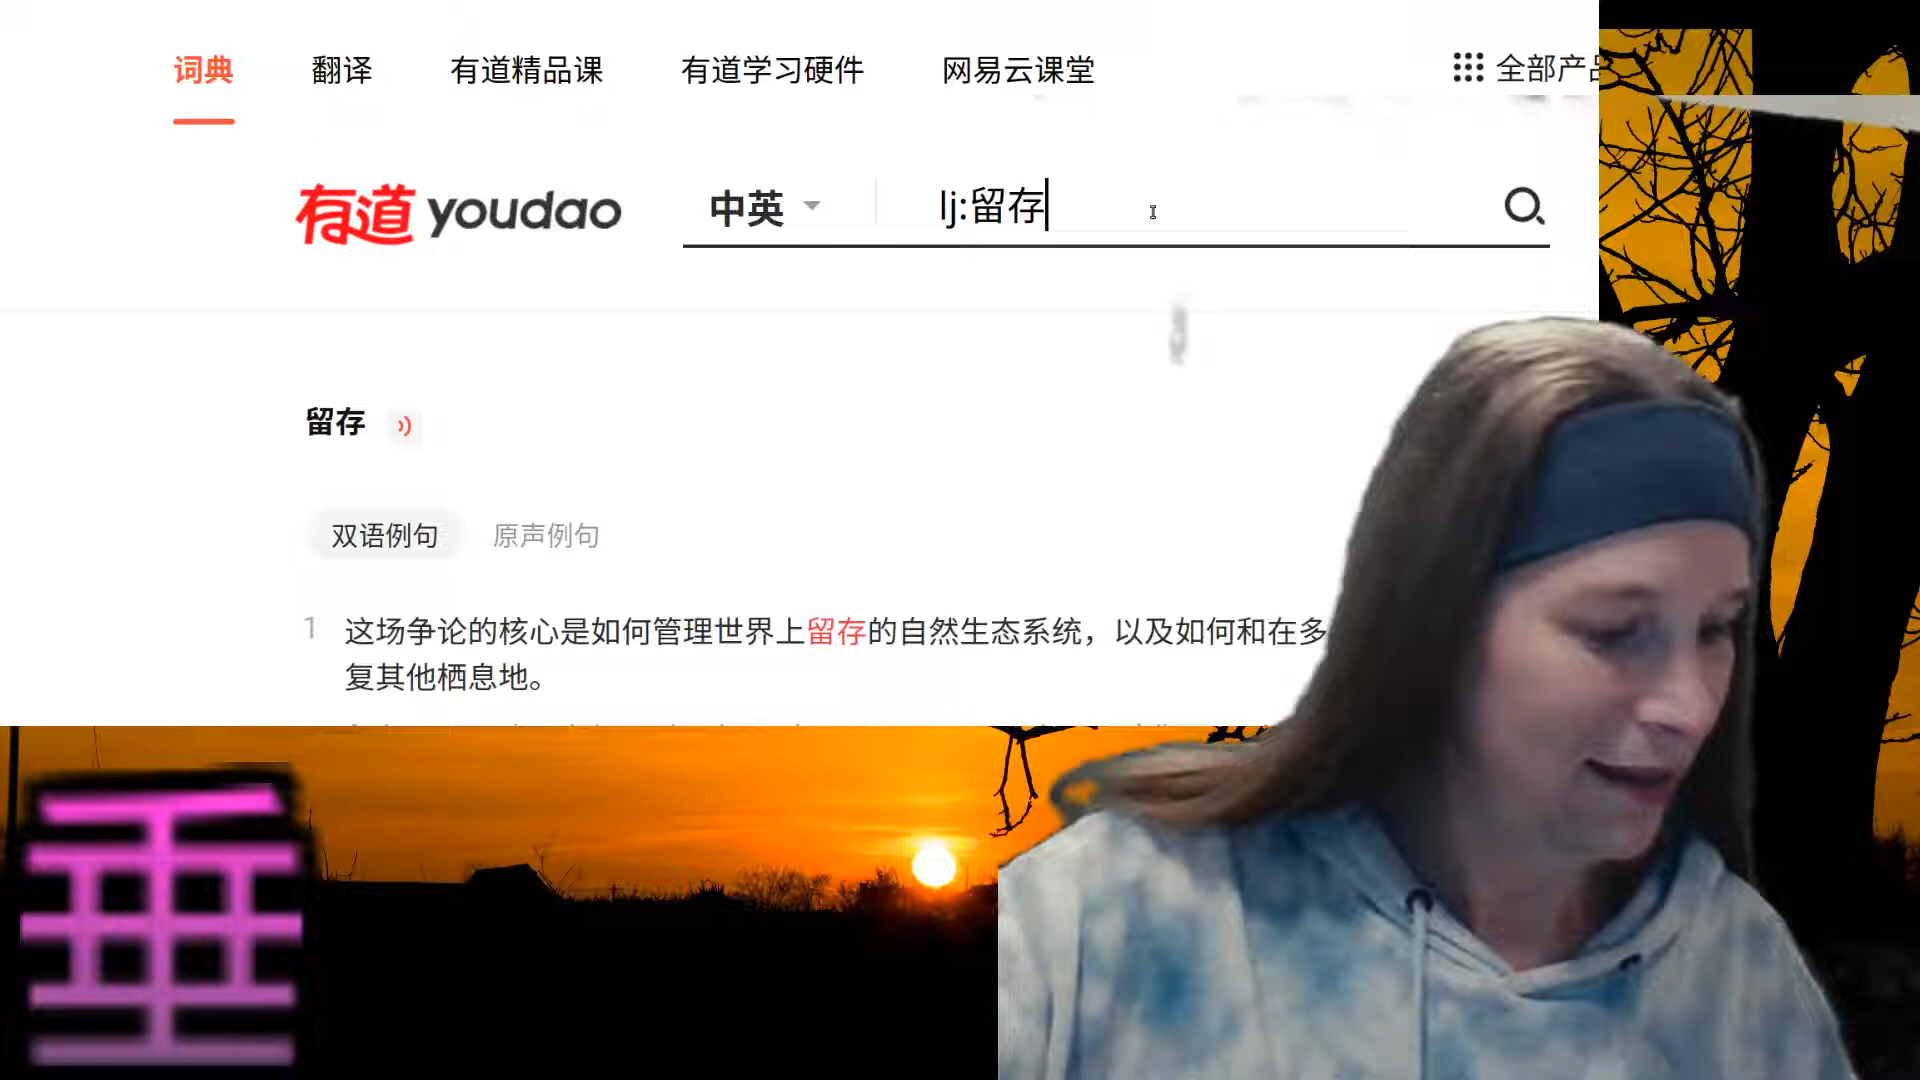 词典 翻译 有道精品课 有道学习硬件 网易云课堂 全部产品
有道 youdao 中英 lj:留存
留存
双语例句 原声例句
1 这场争论的核心是如何管理世界上留存的自然生态系统，以及如何和在多
复其他栖息地。
垂